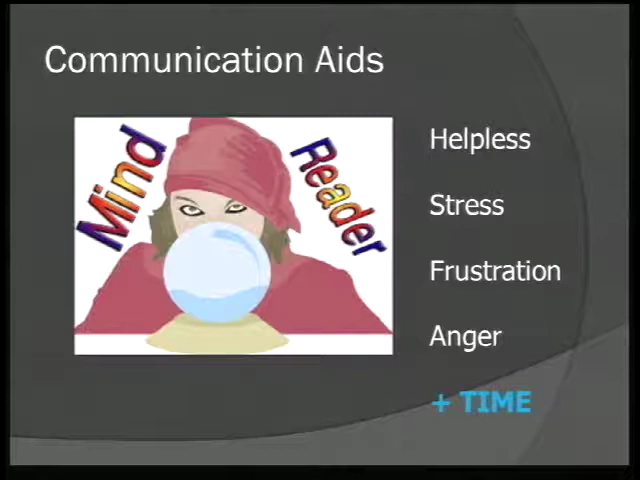 Communication Aids
Mind
Reader
Helpless
Stress
Frustration
Anger
+ TIME